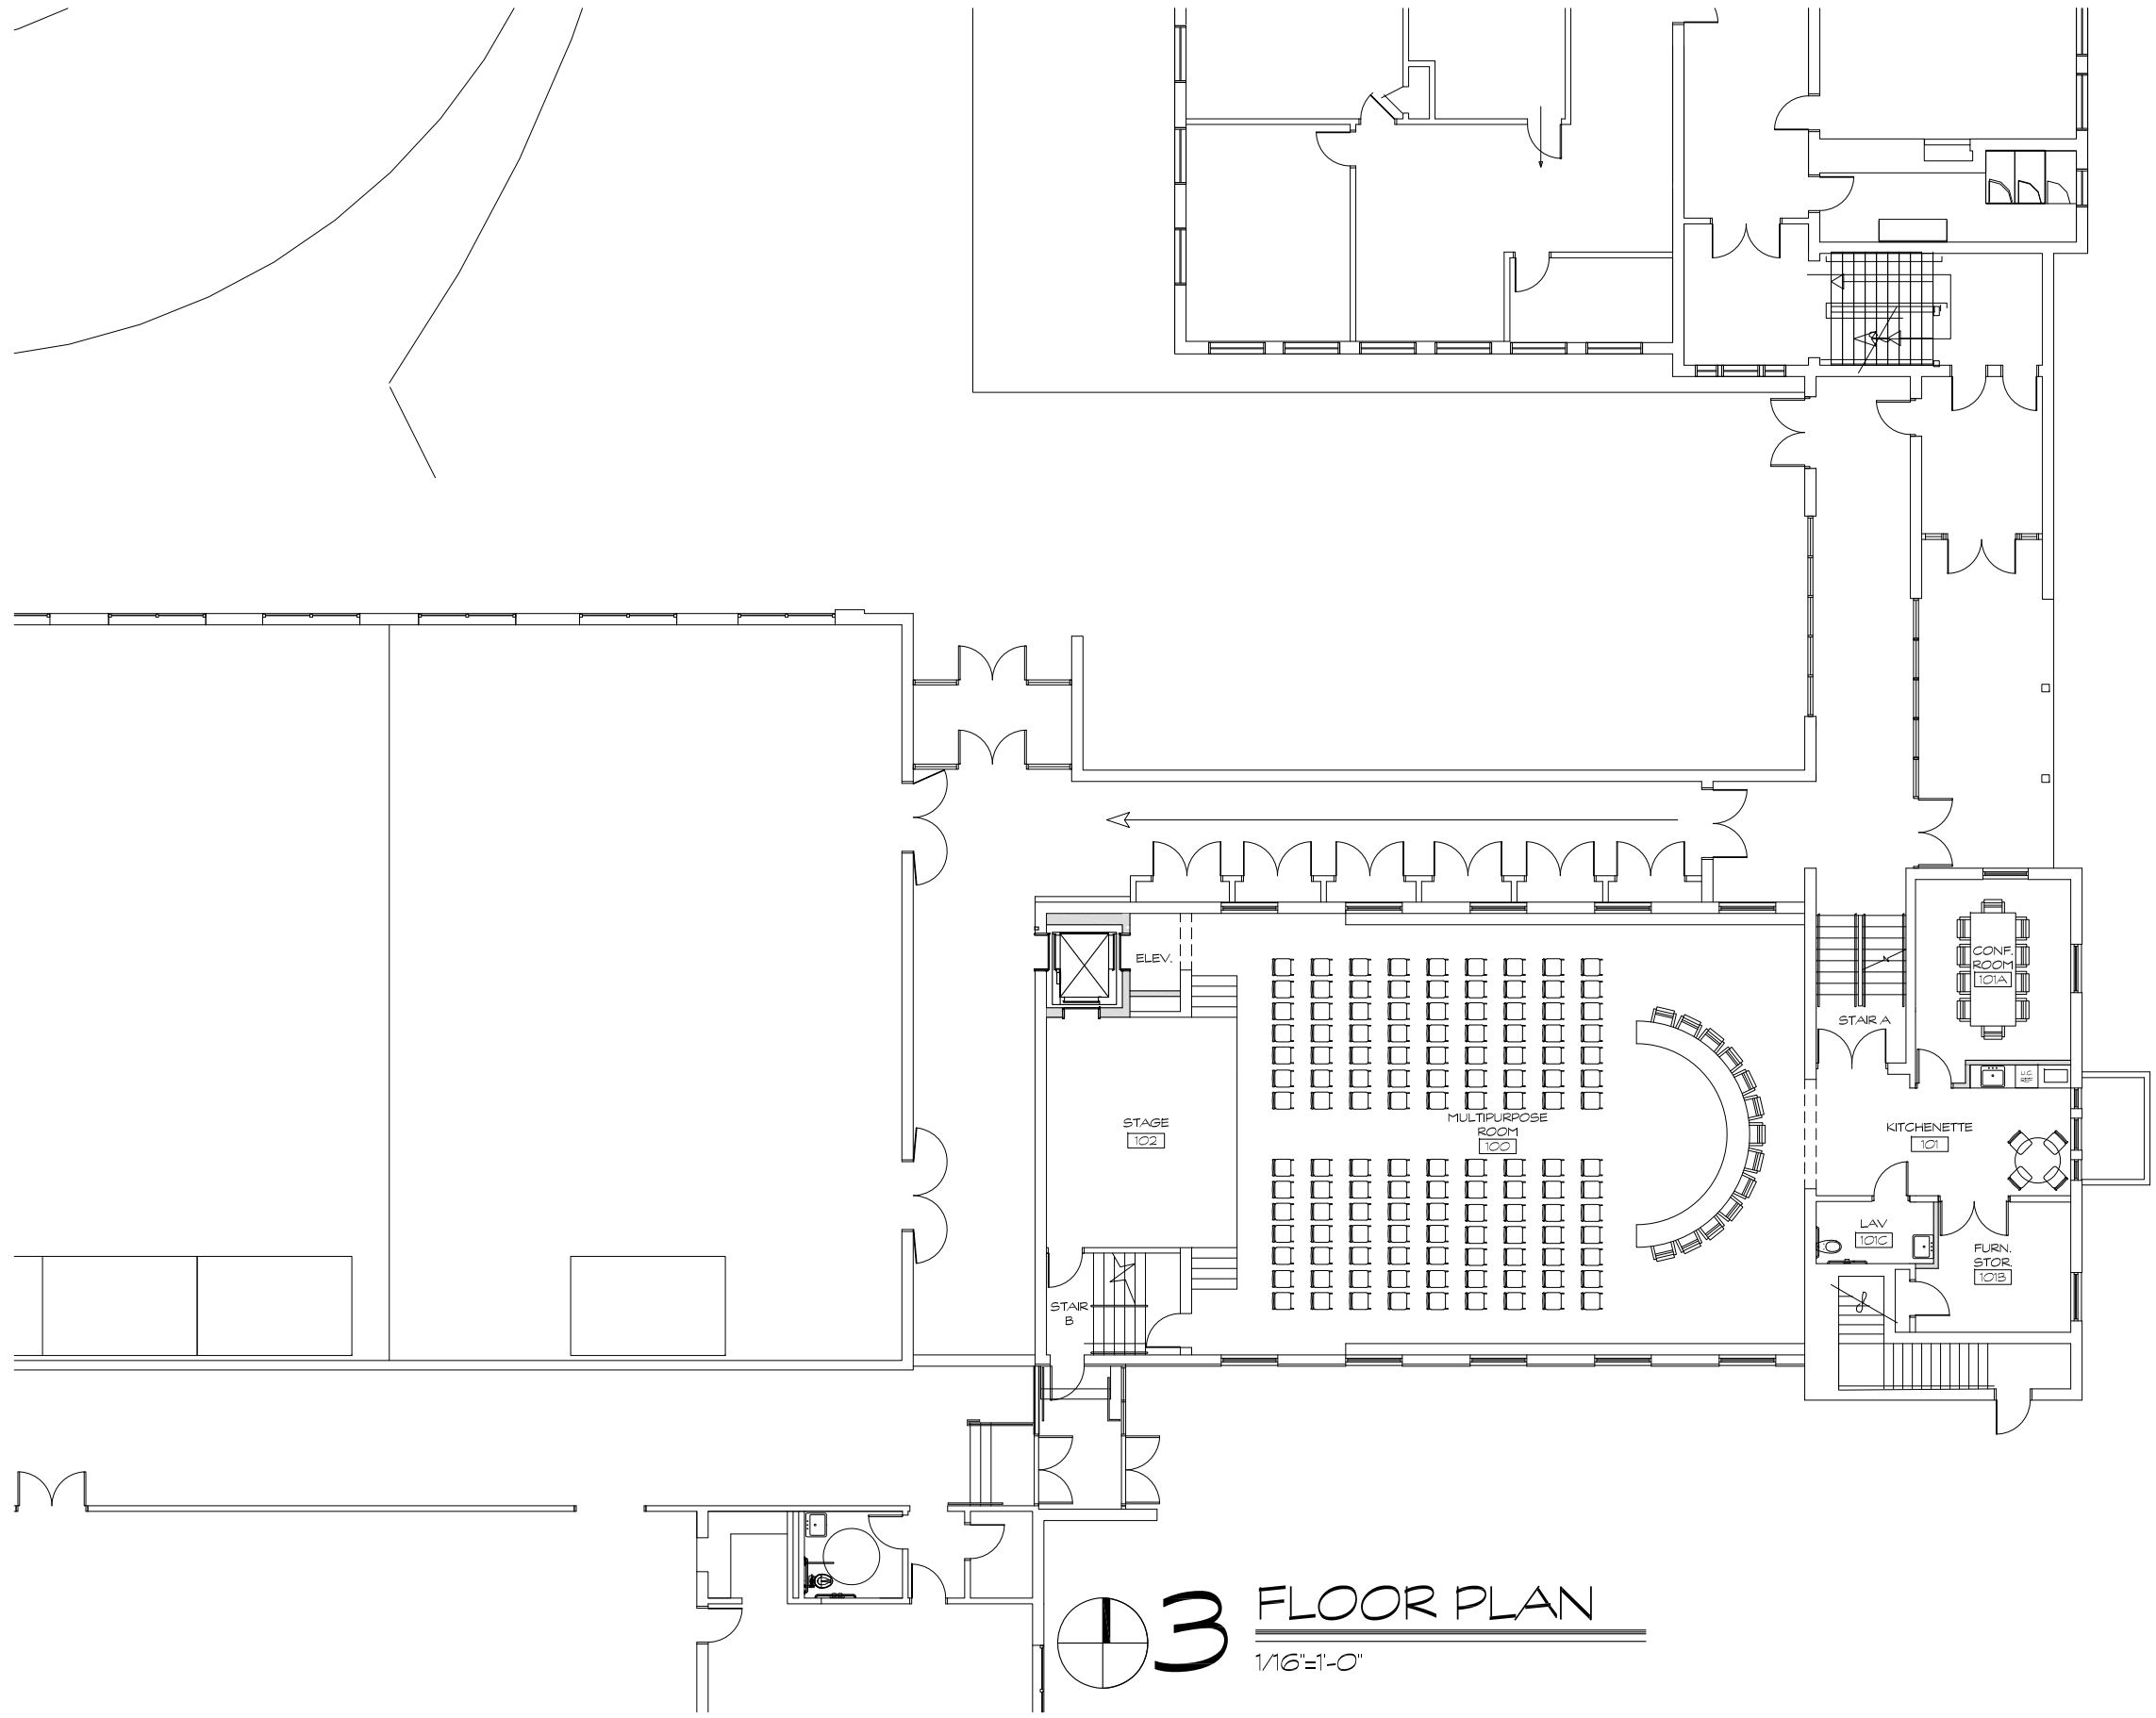 ELEV.
CONF.
ROOM
101A
STAIR A
U.C.
STAGE
102
MULTIPURPOSE
ROOM
100
KITCHENETTE
101
LAV
101C
FURN.
STOR.
101B
STAIR
B
3
FLOOR PLAN
1/16"=1'-0"